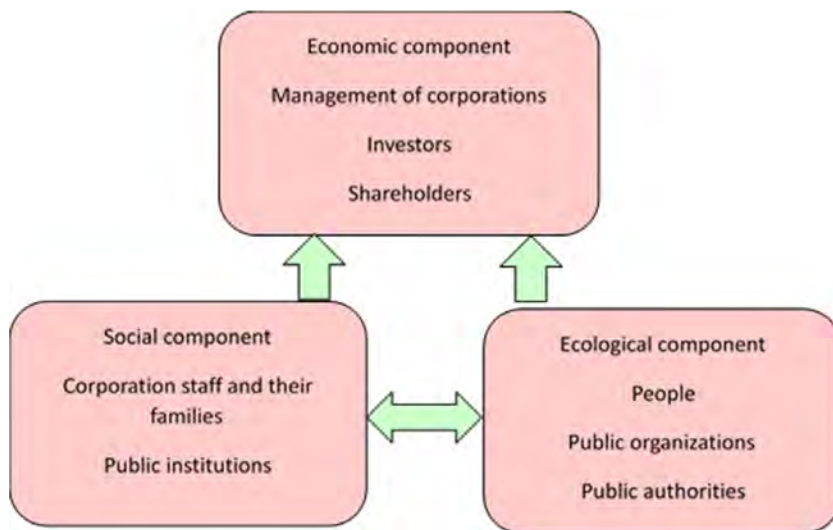 Economic component
Management of corporations
Investors
Shareholders
Social component
Corporation staff and their
families
Public institutions
Ecological component
People
Public organizations
Public authorities